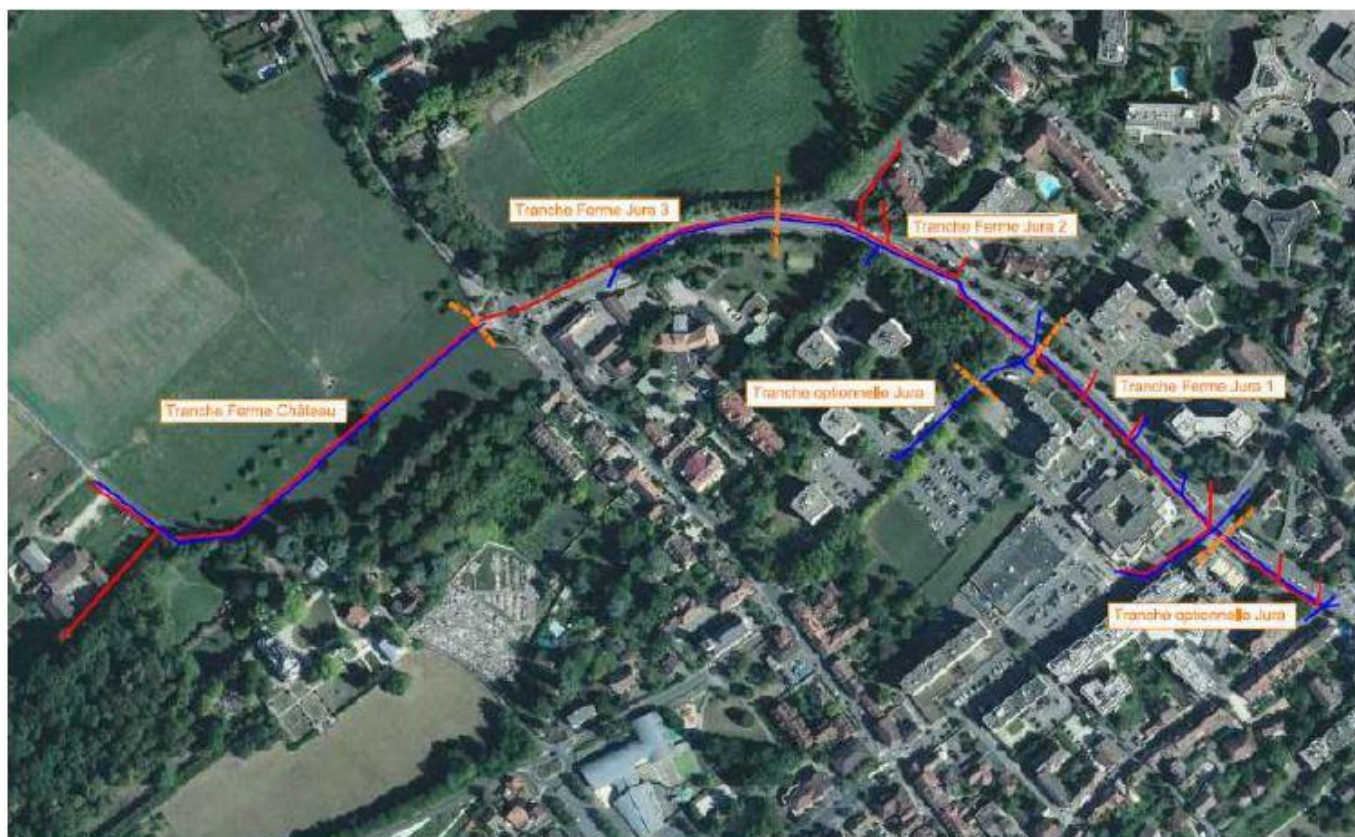 Tranche Ferme Jura 3
Tranche Ferme Jura 2
Tranche Ferme Jura 1
Tranche optionnelle Jura
Tranche Ferme Château
Tranche optionnelle Jura